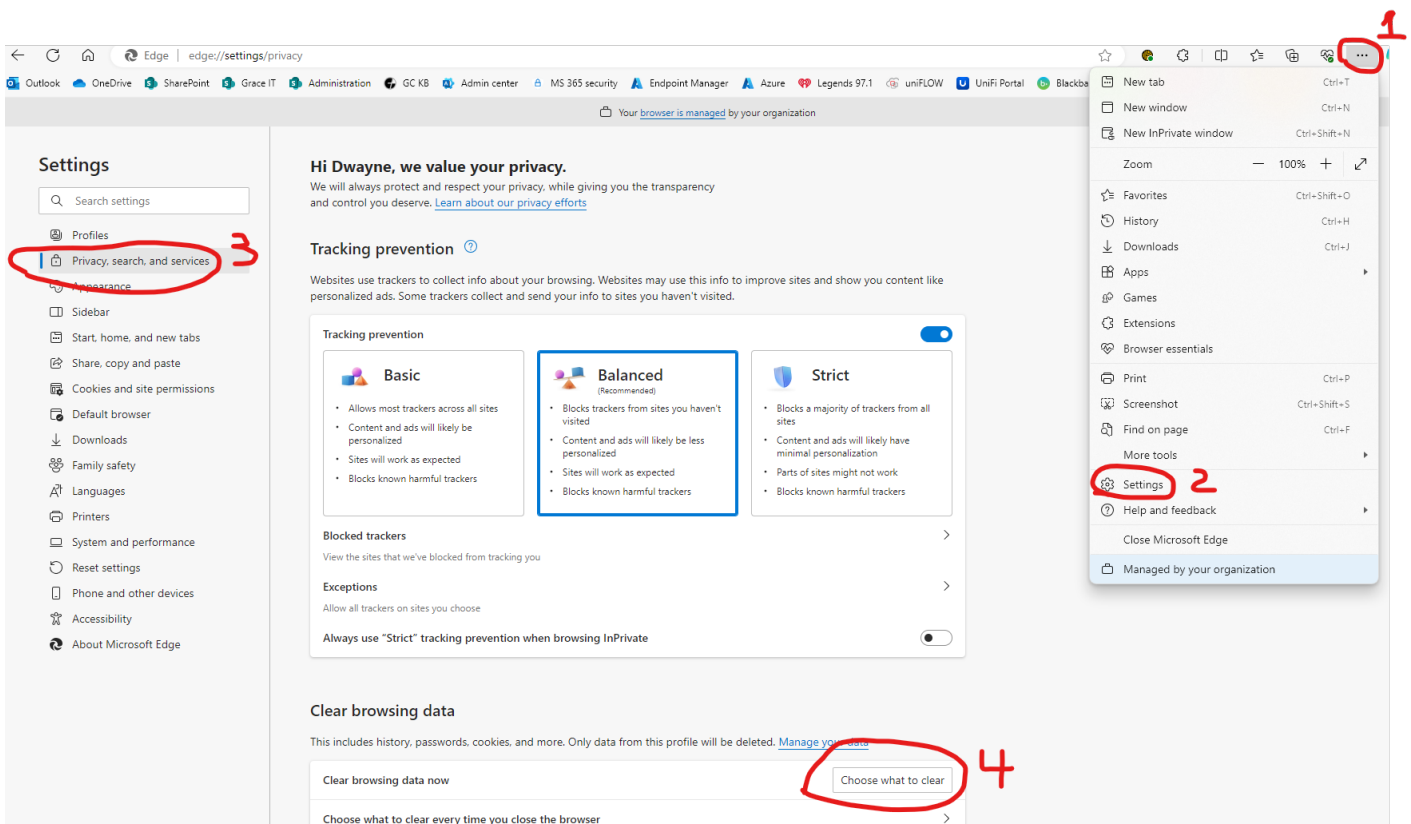 1
Edge | edge://settings/privacy
Outlook OneDrive SharePoint Grace IT Administration GC KB Admin center MS 365 security Endpoint Manager Azure Legends 97.1 uniFLOW UniFi Portal Blackba
Your browser is managed by your organization
Settings
Search settings
Profiles
3
Privacy, search, and services
Appearance
Sidebar
Start, home, and new tabs
Share, copy and paste
Cookies and site permissions
Default browser
Downloads
Family safety
Languages
Printers
System and performance
Reset settings
Phone and other devices
Accessibility
About Microsoft Edge
Hi Dwayne, we value your privacy.
We will always protect and respect your privacy, while giving you the transparency
and control you deserve. Learn about our privacy efforts
Tracking prevention
Websites use trackers to collect info about your browsing. Websites may use this info to improve sites and show you content like
personalized ads. Some trackers collect and send your info to sites you haven't visited.
Tracking prevention
Basic
• Allows most trackers across all sites
• Content and ads will likely be
personalized
• Sites will work as expected
• Blocks known harmful trackers
Balanced
(Recommended)
• Blocks trackers from sites you haven't
visited
• Content and ads will likely be less
personalized
• Sites will work as expected
• Blocks known harmful trackers
Strict
• Blocks a majority of trackers from all
sites
• Content and ads will likely have
minimal personalization
• Parts of sites might not work
• Blocks known harmful trackers
Blocked trackers
View the sites that we've blocked from tracking you
Exceptions
Allow all trackers on sites you choose
Always use "Strict" tracking prevention when browsing InPrivate
Clear browsing data
This includes history, passwords, cookies, and more. Only data from this profile will be deleted. Manage your data
Clear browsing data now
Choose what to clear
4
Choose what to clear every time you close the browser
New tab Ctrl+T
New window Ctrl+N
New InPrivate window Ctrl+Shift+N
Zoom — 100% +
Favorites Ctrl+Shift+O
History Ctrl+H
Downloads Ctrl+J
Apps
Games
Extensions
Browser essentials
Print Ctrl+P
Screenshot Ctrl+Shift+S
Find on page Ctrl+F
More tools
Settings 2
Help and feedback
Close Microsoft Edge
Managed by your organization